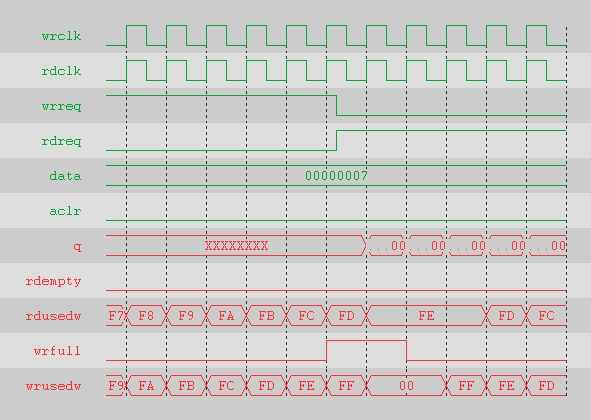 wrclk
rdclk
wrreq
rdreq
data 00000007
aclr
q XXXXXXXX ...00 ...00 ...00 ...00 ...00
rdempty
rdusedw F7 F8 F9 FA FB FC FD FE FD FC
wrfull
wrusedw F9 FA FB FC FD FE FF 00 FF FE FD